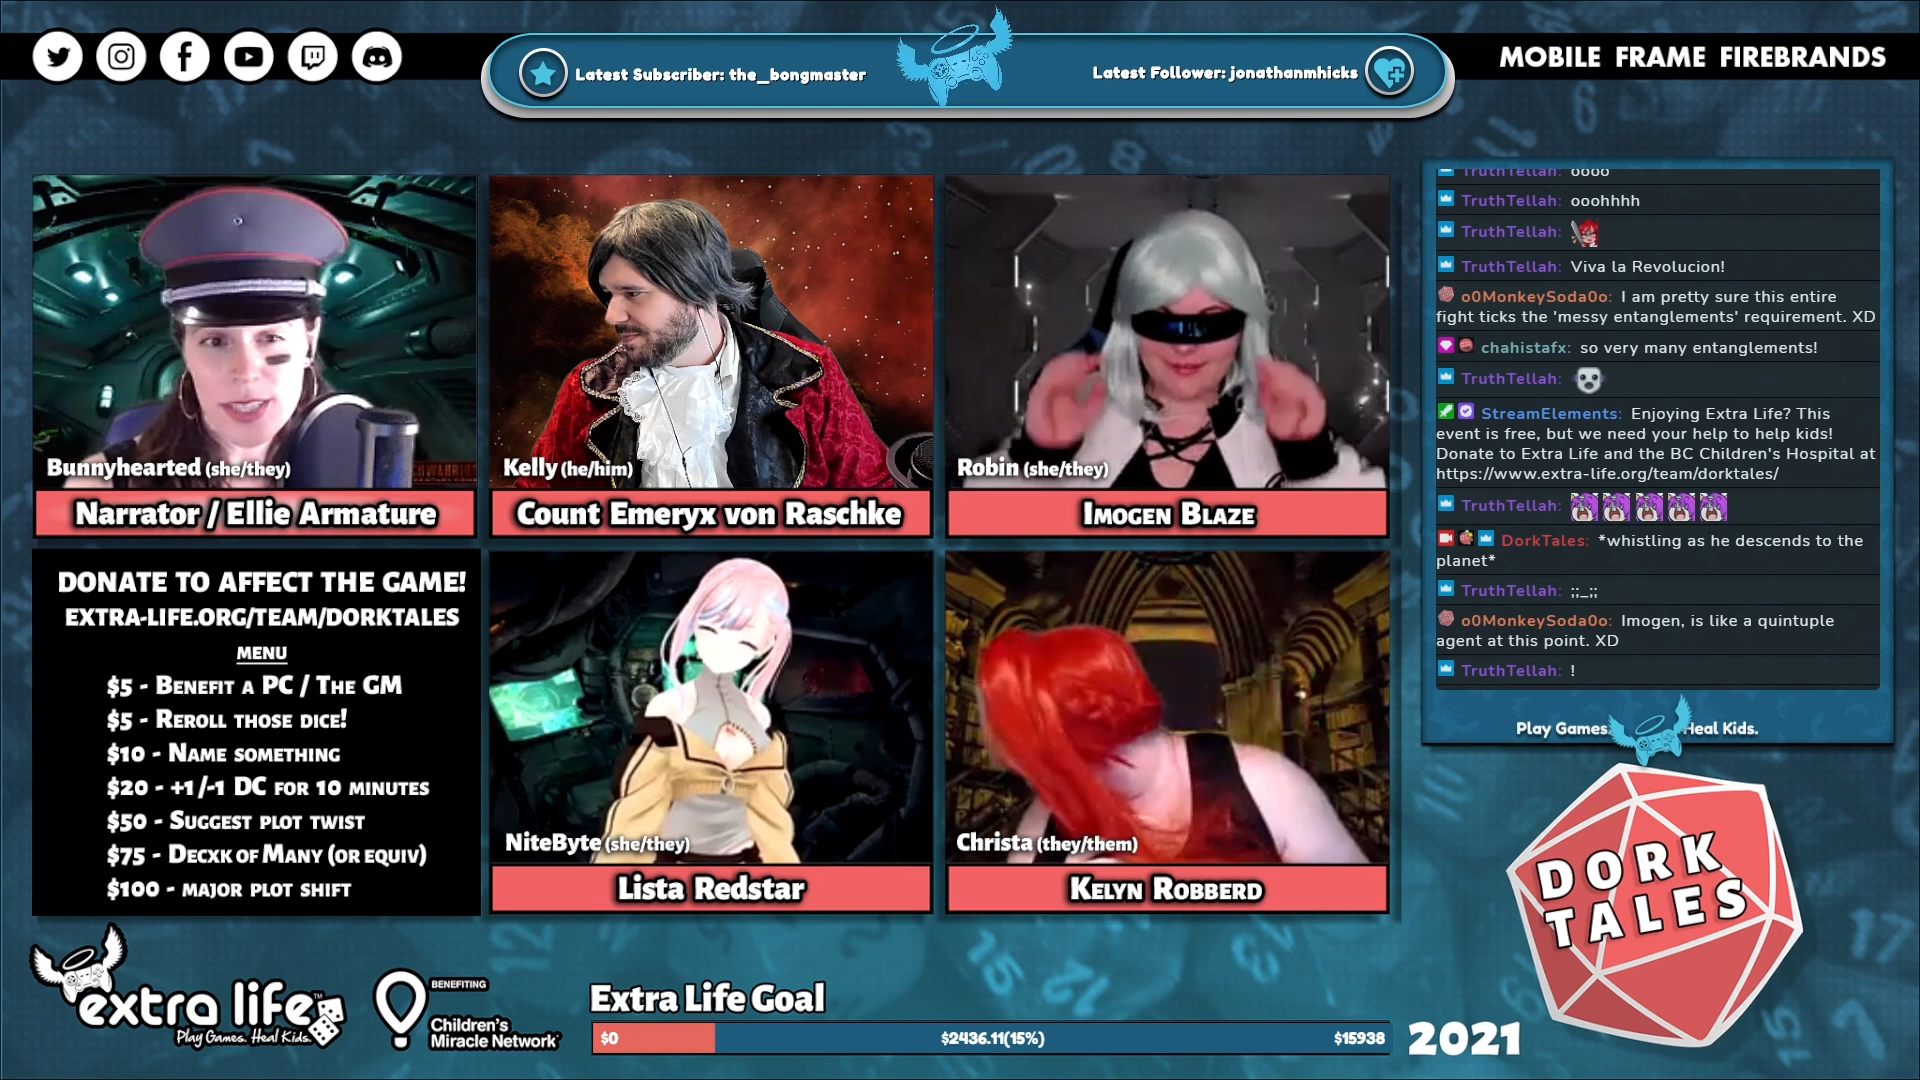 Latest Subscriber: the_bongmaster
Latest Follower: jonathanmhicks
MOBILE FRAME FIREBRANDS
Bunnyhearted (she/they)
Narrator / Ellie Armature
Kelly (he/him)
Count Emeryx von Raschke
Robin (she/they)
Imogen Blaze
DONATE TO AFFECT THE GAME!
EXTRA-LIFE.ORG/TEAM/DORKTALES
MENU
$5 - Benefit a PC / The GM
$5 - Reroll those dice!
$10 - Name something
$20 - +1/-1 DC for 10 minutes
$50 - Suggest plot twist
$75 - Decxk of Many (or equiv)
$100 - major plot shift
NiteByte (she/they)
Lista Redstar
Christa (they/them)
Kelyn Robberd
TruthTellah: oooo
TruthTellah: ooohhhh
TruthTellah:
TruthTellah: Viva la Revolucion!
o0MonkeySoda0o: I am pretty sure this entire
fight ticks the 'messy entanglements' requirement. XD
chahistafx: so very many entanglements!
TruthTellah:
StreamElements: Enjoying Extra Life? This
event is free, but we need your help to help kids!
Donate to Extra Life and the BC Children's Hospital at
https://www.extra-life.org/team/dorktales/
TruthTellah:
DorkTales: *whistling as he descends to the
planet*
TruthTellah: ;;_;;
o0MonkeySoda0o: Imogen, is like a quintuple
agent at this point. XD
TruthTellah: !
Play Games. Heal Kids.
DORK
TALES
extra life™
Play Games. Heal Kids.
BENEFITING
Children's
Miracle Network
Extra Life Goal
$0
$2436.11(15%)
$15938
2021